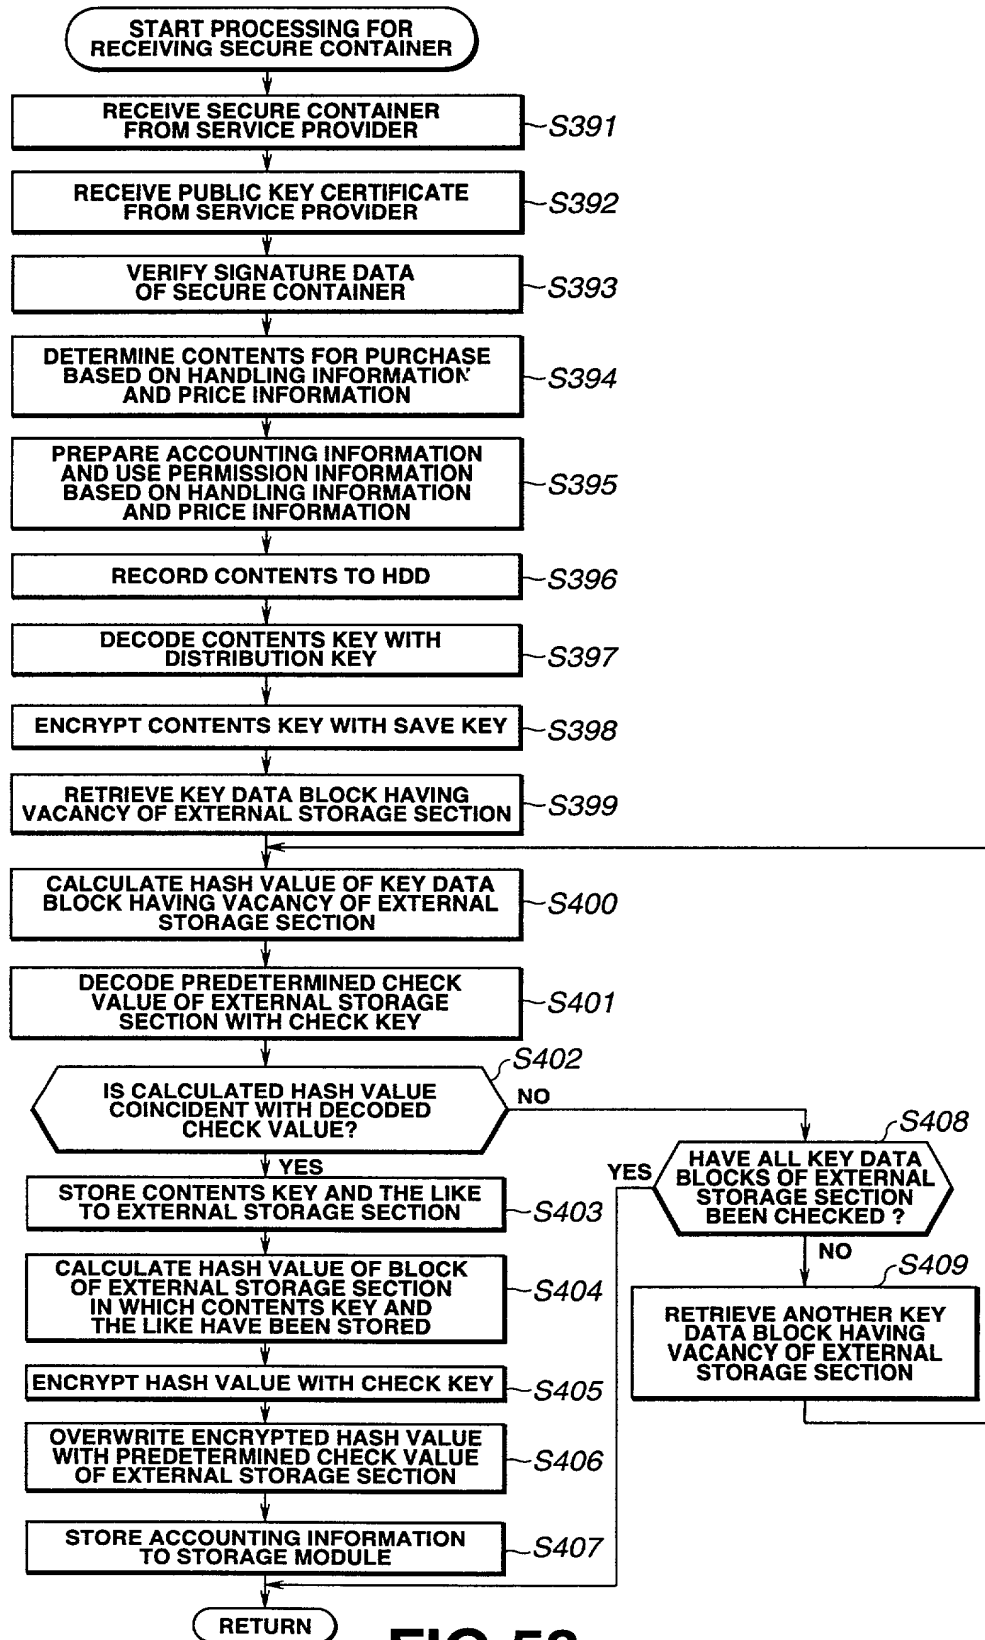 START PROCESSING FOR
RECEIVING SECURE CONTAINER
RECEIVE SECURE CONTAINER
FROM SERVICE PROVIDER
S391
RECEIVE PUBLIC KEY CERTIFICATE
FROM SERVICE PROVIDER
S392
VERIFY SIGNATURE DATA
OF SECURE CONTAINER
S393
DETERMINE CONTENTS FOR PURCHASE
BASED ON HANDLING INFORMATION
AND PRICE INFORMATION
S394
PREPARE ACCOUNTING INFORMATION
AND USE PERMISSION INFORMATION
BASED ON HANDLING INFORMATION
AND PRICE INFORMATION
S395
RECORD CONTENTS TO HDD
S396
DECODE CONTENTS KEY WITH
DISTRIBUTION KEY
S397
ENCRYPT CONTENTS KEY WITH SAVE KEY
S398
RETRIEVE KEY DATA BLOCK HAVING
VACANCY OF EXTERNAL STORAGE SECTION
S399
CALCULATE HASH VALUE OF KEY DATA
BLOCK HAVING VACANCY OF EXTERNAL
STORAGE SECTION
S400
DECODE PREDETERMINED CHECK
VALUE OF EXTERNAL STORAGE
SECTION WITH CHECK KEY
S401
S402
IS CALCULATED HASH VALUE
COINCIDENT WITH DECODED
CHECK VALUE?
NO
YES
S408
HAVE ALL KEY DATA
BLOCKS OF EXTERNAL
STORAGE SECTION
BEEN CHECKED ?
YES
NO
STORE CONTENTS KEY AND THE LIKE
TO EXTERNAL STORAGE SECTION
S403
CALCULATE HASH VALUE OF BLOCK
OF EXTERNAL STORAGE SECTION
IN WHICH CONTENTS KEY AND
THE LIKE HAVE BEEN STORED
S404
S409
RETRIEVE ANOTHER KEY
DATA BLOCK HAVING
VACANCY OF EXTERNAL
STORAGE SECTION
ENCRYPT HASH VALUE WITH CHECK KEY
S405
OVERWRITE ENCRYPTED HASH VALUE
WITH PREDETERMINED CHECK VALUE
OF EXTERNAL STORAGE SECTION
S406
STORE ACCOUNTING INFORMATION
TO STORAGE MODULE
S407
RETURN